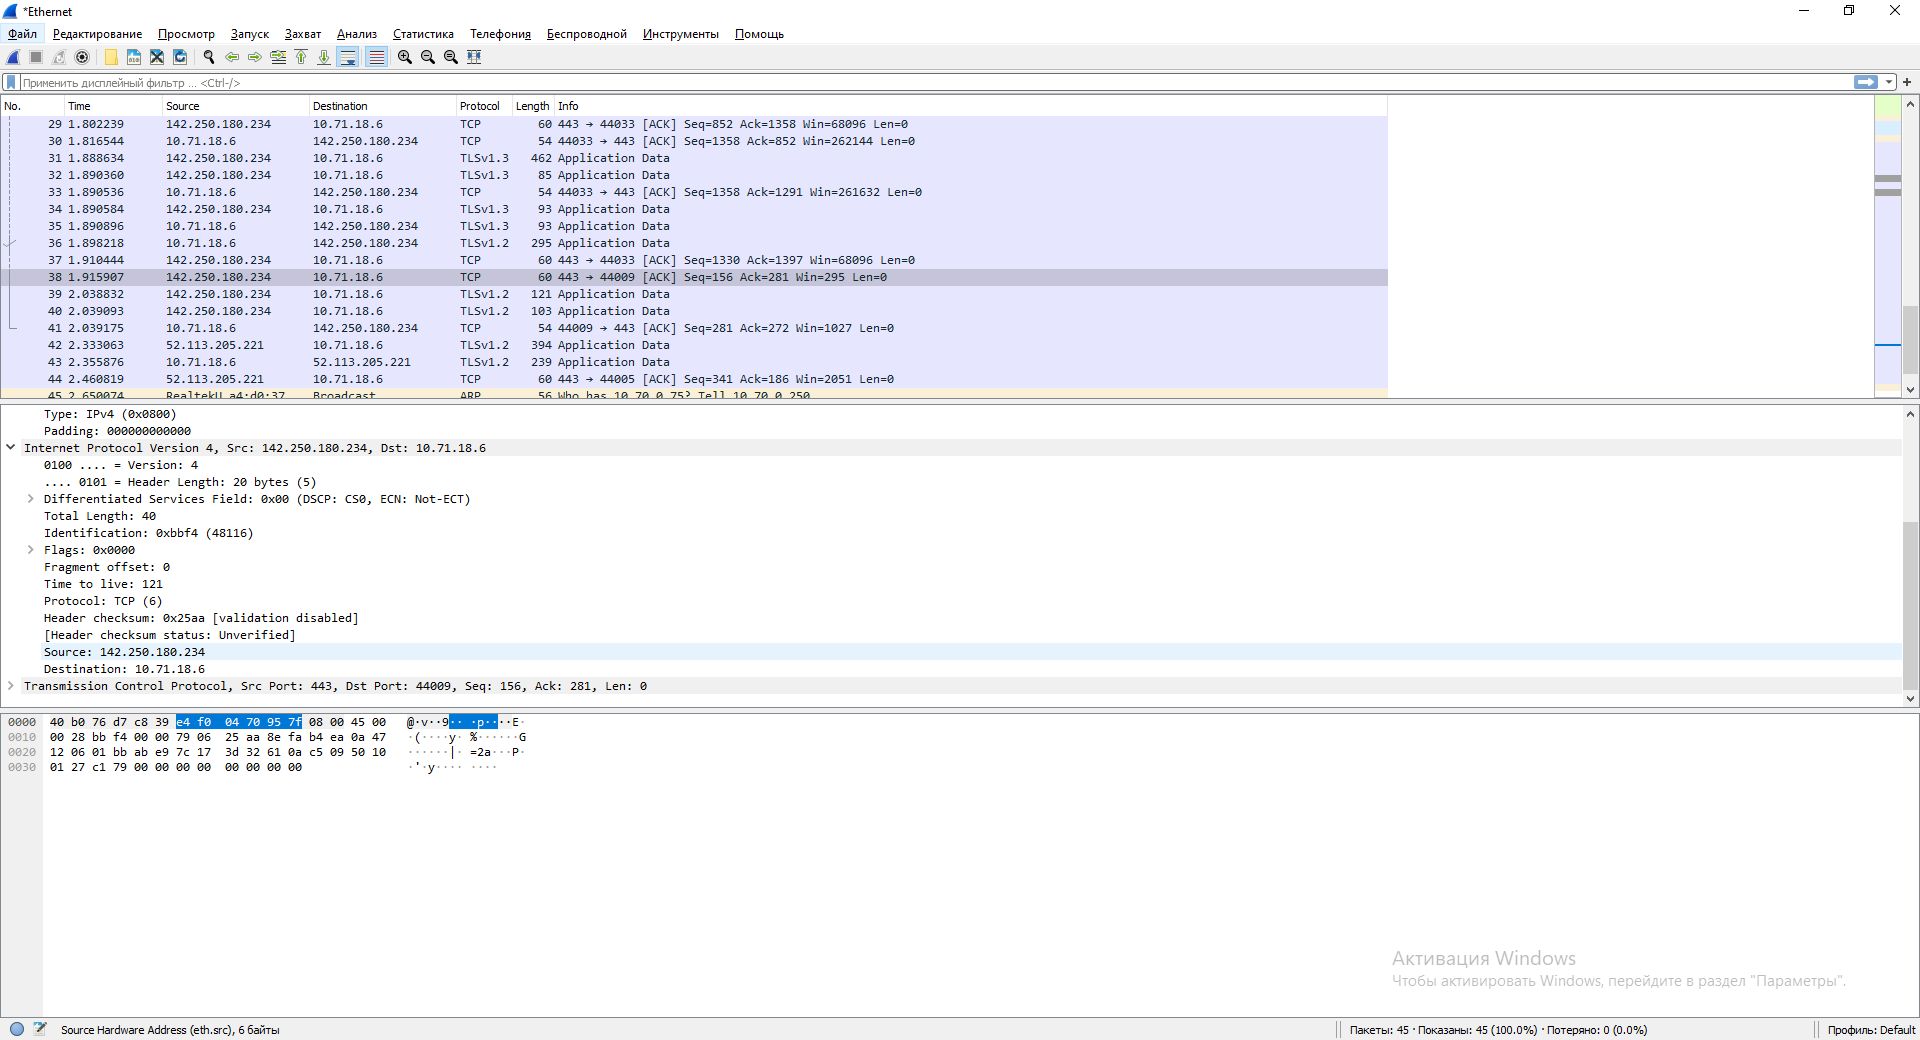 *Ethernet
Файл Редактирование Просмотр Запуск Захват Анализ Статистика Телефония Беспроводной Инструменты Помощь
Применить дисплейный фильтр ... <Ctrl-/>
No. Time Source Destination Protocol Length Info
29 1.802239 142.250.180.234 10.71.18.6 TCP 60 443 → 44033 [ACK] Seq=852 Ack=1358 Win=68096 Len=0
30 1.816544 10.71.18.6 142.250.180.234 TCP 54 44033 → 443 [ACK] Seq=1358 Ack=852 Win=262144 Len=0
31 1.888634 142.250.180.234 10.71.18.6 TLSv1.3 462 Application Data
32 1.890360 142.250.180.234 10.71.18.6 TLSv1.3 85 Application Data
33 1.890536 10.71.18.6 142.250.180.234 TCP 54 44033 → 443 [ACK] Seq=1358 Ack=1291 Win=261632 Len=0
34 1.890584 142.250.180.234 10.71.18.6 TLSv1.3 93 Application Data
35 1.890896 10.71.18.6 142.250.180.234 TLSv1.3 93 Application Data
36 1.898218 10.71.18.6 142.250.180.234 TLSv1.2 295 Application Data
37 1.910444 142.250.180.234 10.71.18.6 TCP 60 443 → 44033 [ACK] Seq=1330 Ack=1397 Win=68096 Len=0
38 1.915907 142.250.180.234 10.71.18.6 TCP 60 443 → 44009 [ACK] Seq=156 Ack=281 Win=295 Len=0
39 2.038832 142.250.180.234 10.71.18.6 TLSv1.2 121 Application Data
40 2.039093 142.250.180.234 10.71.18.6 TLSv1.2 103 Application Data
41 2.039175 10.71.18.6 142.250.180.234 TCP 54 44009 → 443 [ACK] Seq=281 Ack=272 Win=1027 Len=0
42 2.333063 52.113.205.221 10.71.18.6 TLSv1.2 394 Application Data
43 2.355876 10.71.18.6 52.113.205.221 TLSv1.2 239 Application Data
44 2.460819 52.113.205.221 10.71.18.6 TCP 60 443 → 44005 [ACK] Seq=341 Ack=186 Win=2051 Len=0
45 2.650074 RealtekU_a4:d0:37 Broadcast ARP 56 Who has 10.70.0.75? Tell 10.70.0.250
Type: IPv4 (0x0800)
Padding: 000000000000
Internet Protocol Version 4, Src: 142.250.180.234, Dst: 10.71.18.6
0100 .... = Version: 4
.... 0101 = Header Length: 20 bytes (5)
Differentiated Services Field: 0x00 (DSCP: CS0, ECN: Not-ECT)
Total Length: 40
Identification: 0xbbf4 (48116)
Flags: 0x0000
Fragment offset: 0
Time to live: 121
Protocol: TCP (6)
Header checksum: 0x25aa [validation disabled]
[Header checksum status: Unverified]
Source: 142.250.180.234
Destination: 10.71.18.6
Transmission Control Protocol, Src Port: 443, Dst Port: 44009, Seq: 156, Ack: 281, Len: 0
0000 40 b0 76 d7 c8 39 e4 f0 04 70 95 7f 08 00 45 00 @·v··9·· ·p····E·
0010 00 28 bb f4 00 00 79 06 25 aa 8e fa b4 ea 0a 47 ·(····y· %······G
0020 12 06 01 bb ab e9 7c 17 3d 32 61 0a c5 09 50 10 ······|· =2a···P·
0030 01 27 c1 79 00 00 00 00 00 00 00 00 ·'·y···· ····
Активация Windows
Чтобы активировать Windows, перейдите в раздел "Параметры".
Source Hardware Address (eth.src), 6 байты Пакеты: 45 · Показаны: 45 (100.0%) · Потеряно: 0 (0.0%) Профиль: Default